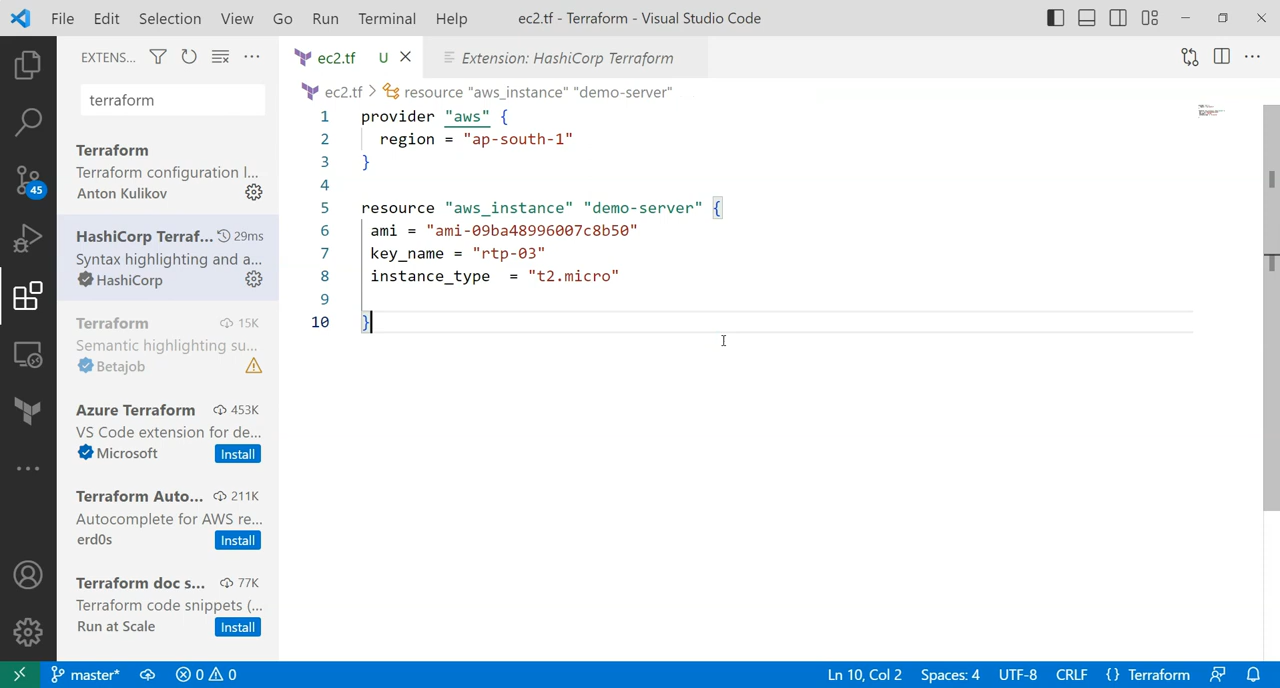 File Edit Selection View Go Run Terminal Help ec2.tf - Terraform - Visual Studio Code
EXTENS...
terraform
Terraform
Terraform configuration l...
Anton Kulikov
HashiCorp Terraf... 29ms
Syntax highlighting and a...
HashiCorp
Terraform 15K
Semantic highlighting su...
Betajob
Azure Terraform 453K
VS Code extension for de...
Microsoft Install
Terraform Auto... 211K
Autocomplete for AWS re...
erd0s Install
Terraform doc s... 77K
Terraform code snippets (...
Run at Scale Install
45
ec2.tf U Extension: HashiCorp Terraform
ec2.tf > resource "aws_instance" "demo-server"
1 provider "aws" {
2 region = "ap-south-1"
3 }
4
5 resource "aws_instance" "demo-server" {
6 ami = "ami-09ba48996007c8b50"
7 key_name = "rtp-03"
8 instance_type = "t2.micro"
9
10 }
master* 0 0 Ln 10, Col 2 Spaces: 4 UTF-8 CRLF {} Terraform